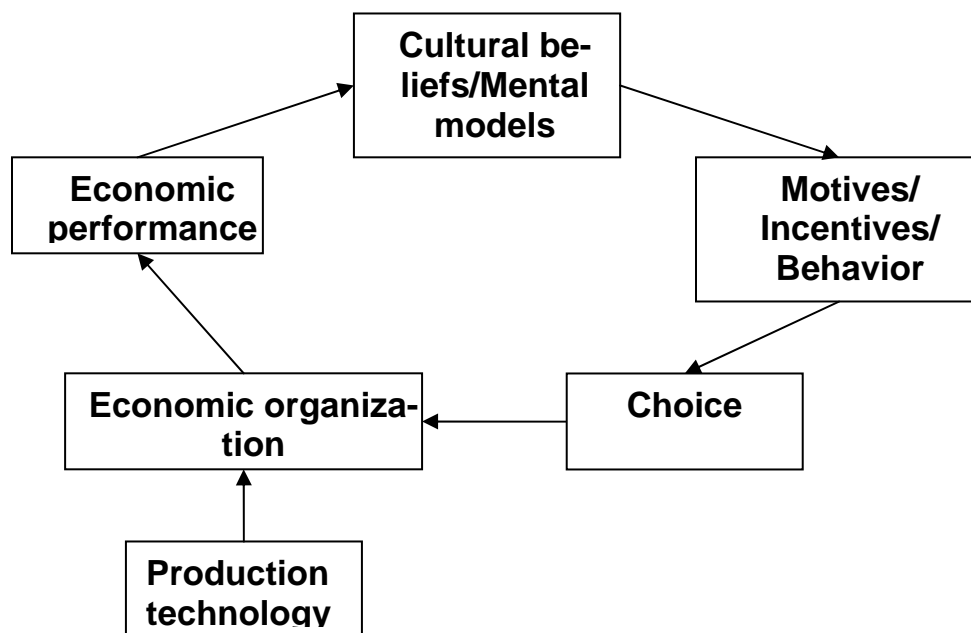 Cultural be-
liefs/Mental
models
Economic
performance
Motives/
Incentives/
Behavior
Economic organiza-
tion
Choice
Production
technology